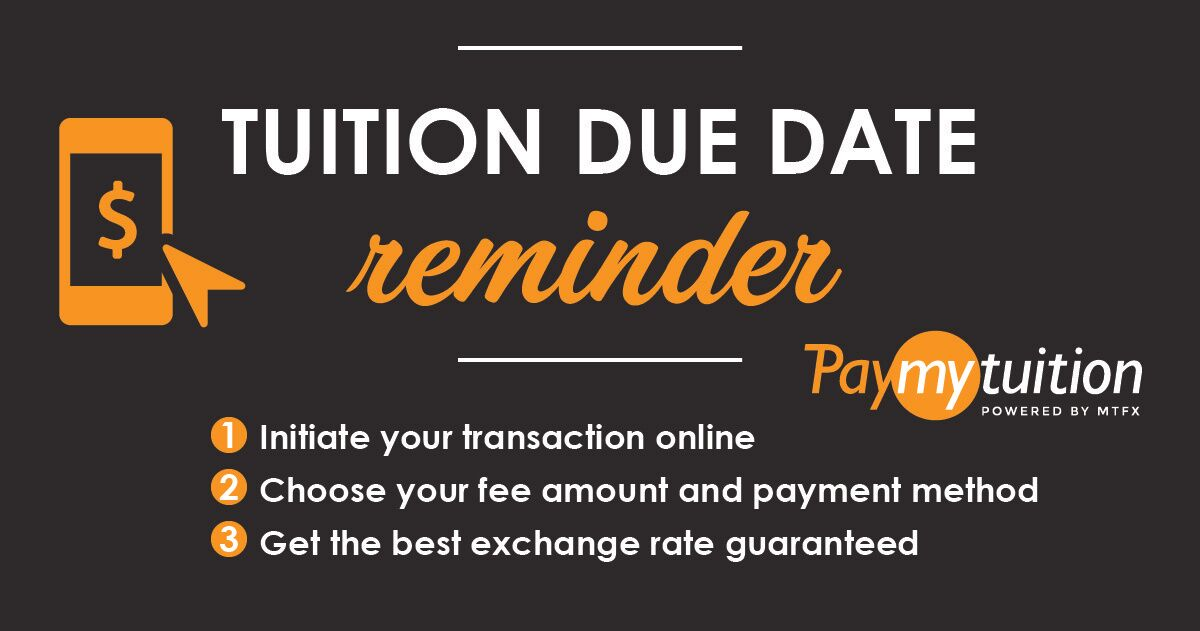 TUITION DUE DATE
reminder
$
Paymytuition
POWERED BY MTFX
1 Initiate your transaction online
2 Choose your fee amount and payment method
3 Get the best exchange rate guaranteed